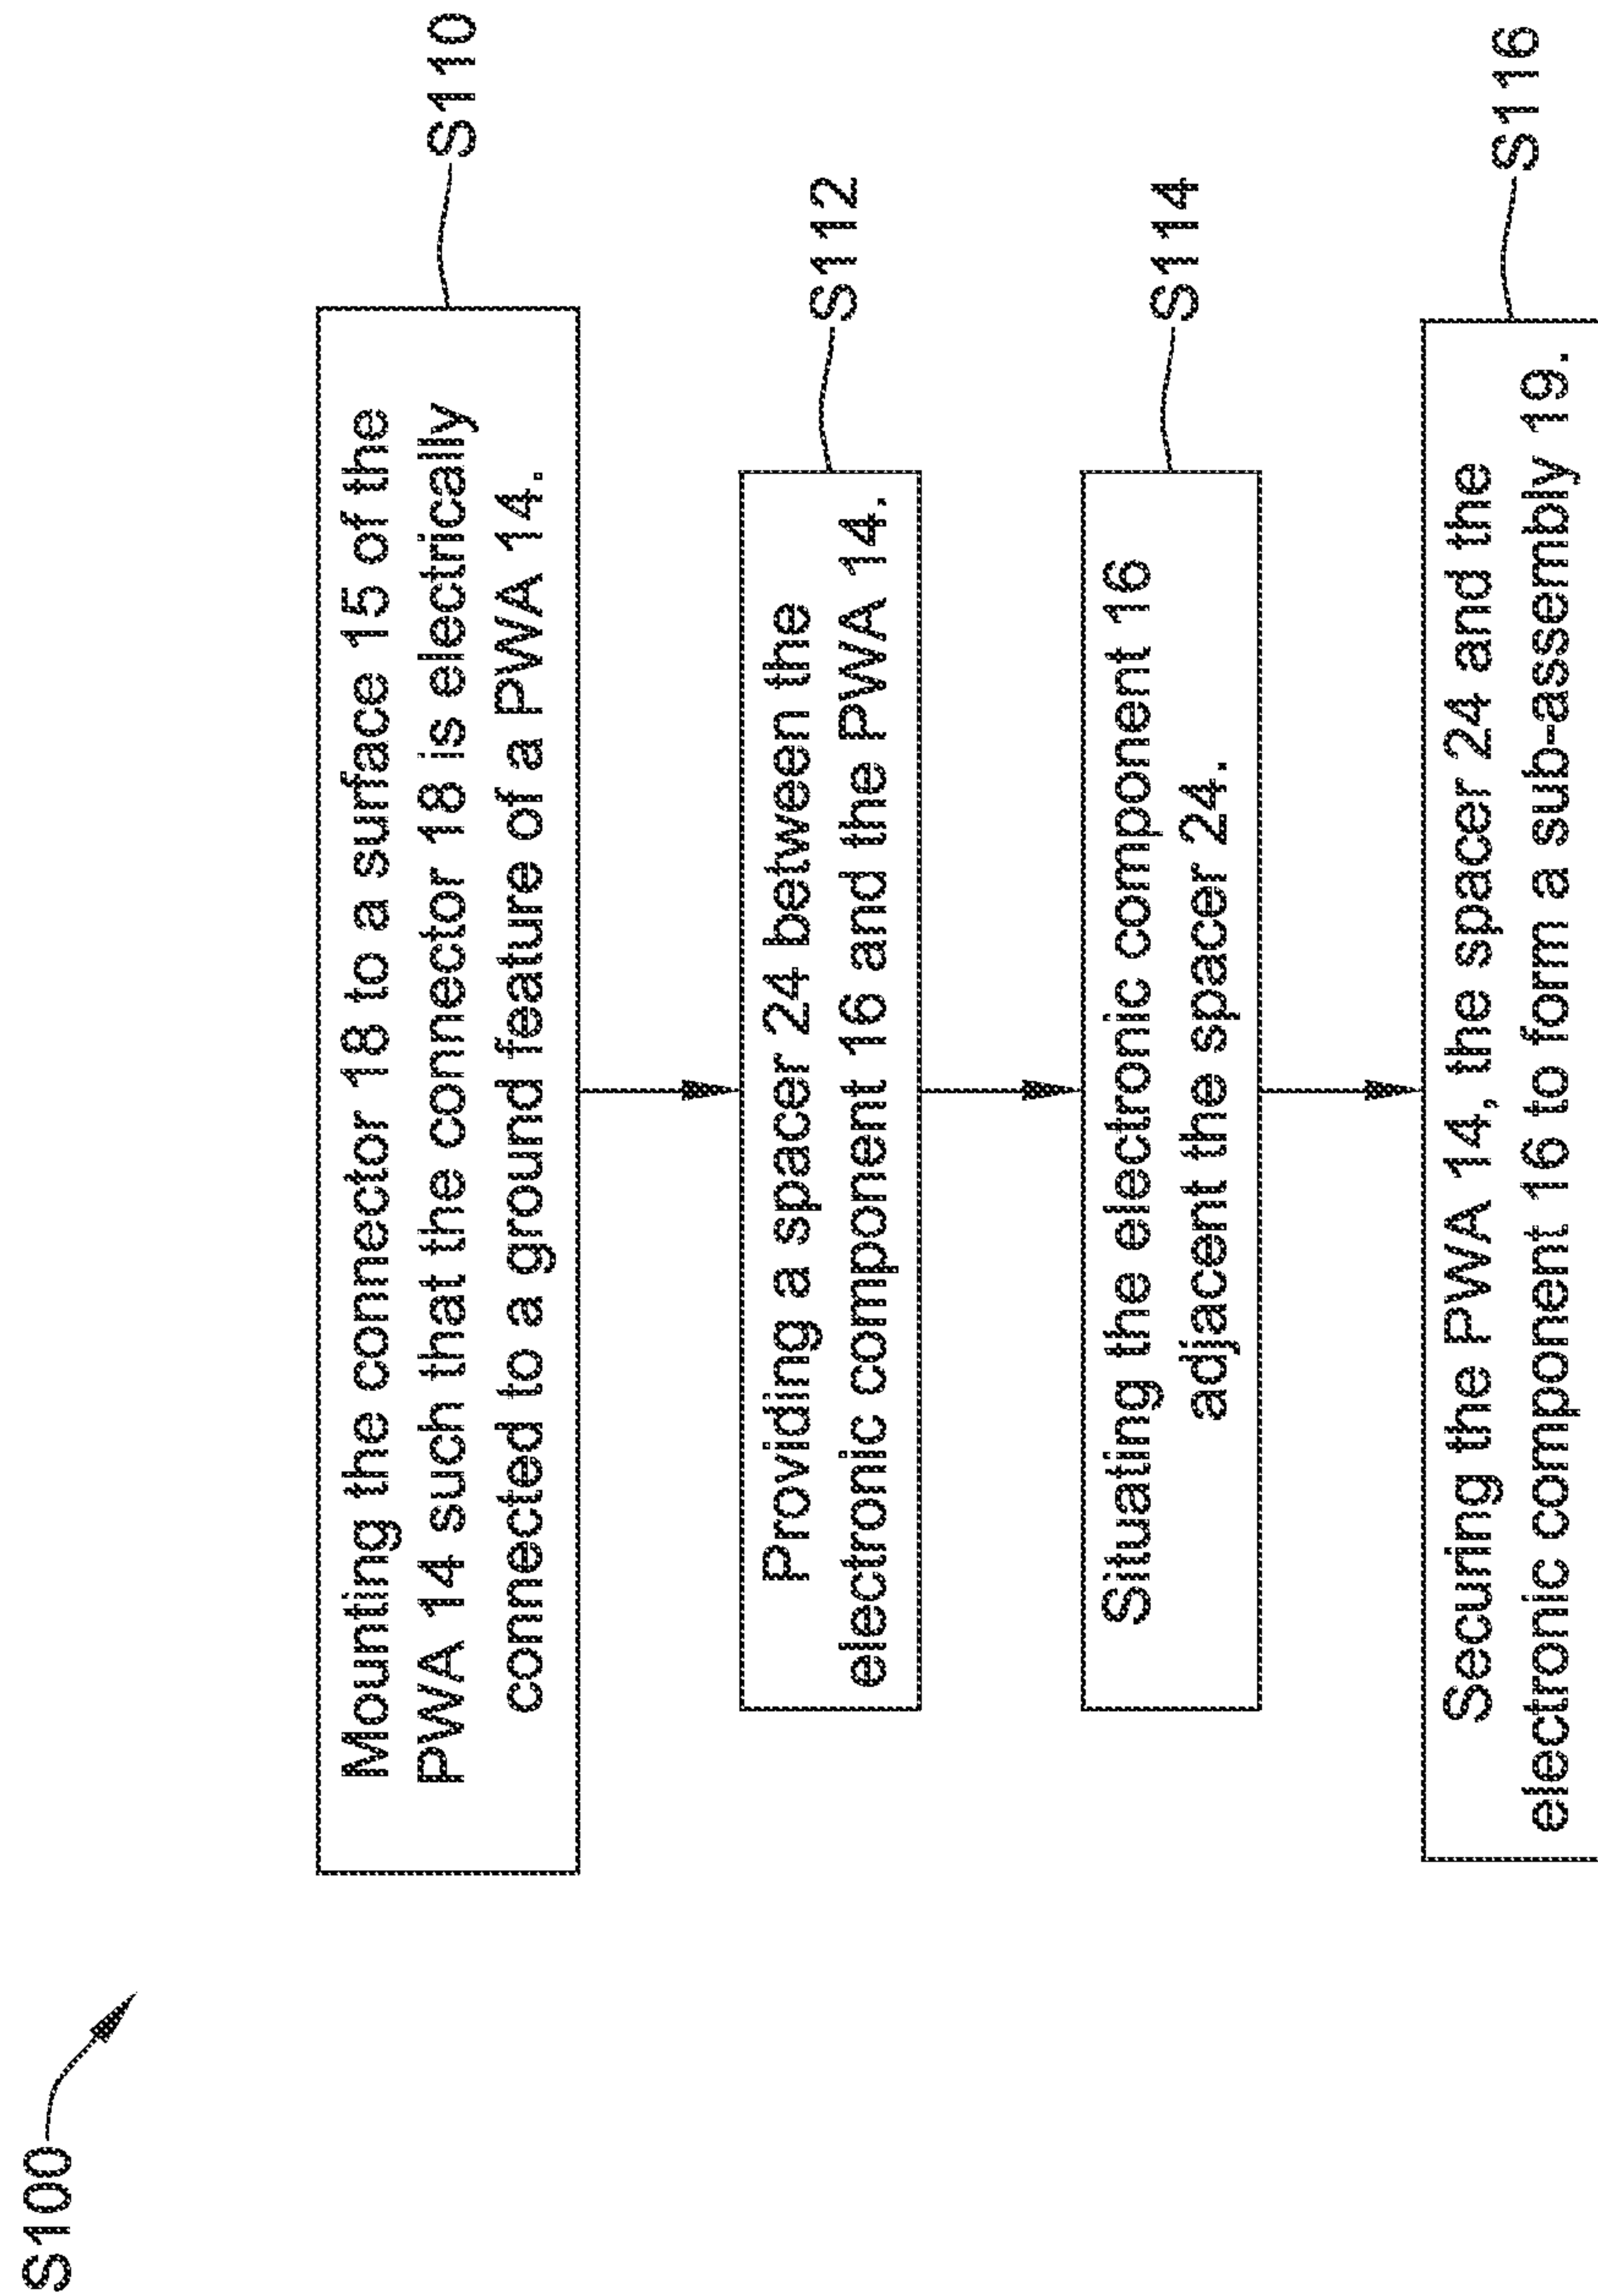 S100
Mounting the connector 18 to a surface 15 of the
PWA 14 such that the connector 18 is electrically
connected to a ground feature of a PWA 14.
S110
Providing a spacer 24 between the
electronic component 16 and the PWA 14.
S112
Situating the electronic component 16
adjacent the spacer 24.
S114
Securing the PWA 14, the spacer 24 and the
electronic component 16 to form a sub-assembly 19.
S116